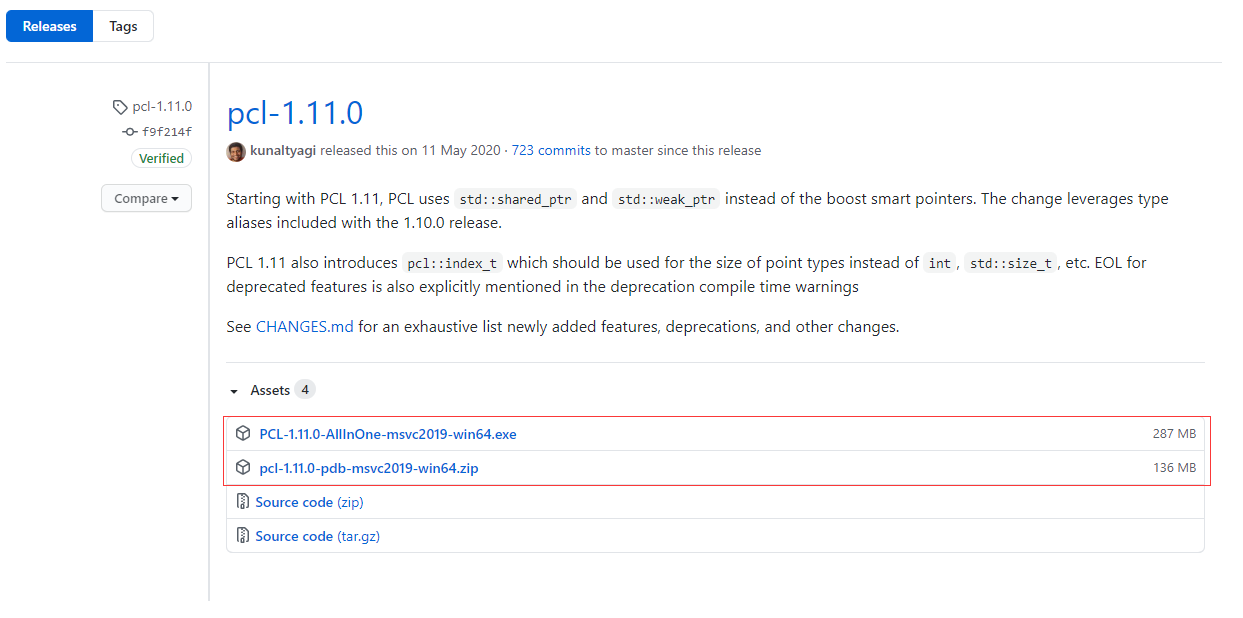 Releases Tags
pcl-1.11.0
f9f214f
Verified
Compare
pcl-1.11.0
kunaltyagi released this on 11 May 2020 · 723 commits to master since this release
Starting with PCL 1.11, PCL uses std::shared_ptr and std::weak_ptr instead of the boost smart pointers. The change leverages type
aliases included with the 1.10.0 release.
PCL 1.11 also introduces pcl::index_t which should be used for the size of point types instead of int, std::size_t, etc. EOL for
deprecated features is also explicitly mentioned in the deprecation compile time warnings
See CHANGES.md for an exhaustive list newly added features, deprecations, and other changes.
Assets 4
PCL-1.11.0-AllInOne-msvc2019-win64.exe 287 MB
pcl-1.11.0-pdb-msvc2019-win64.zip 136 MB
Source code (zip)
Source code (tar.gz)